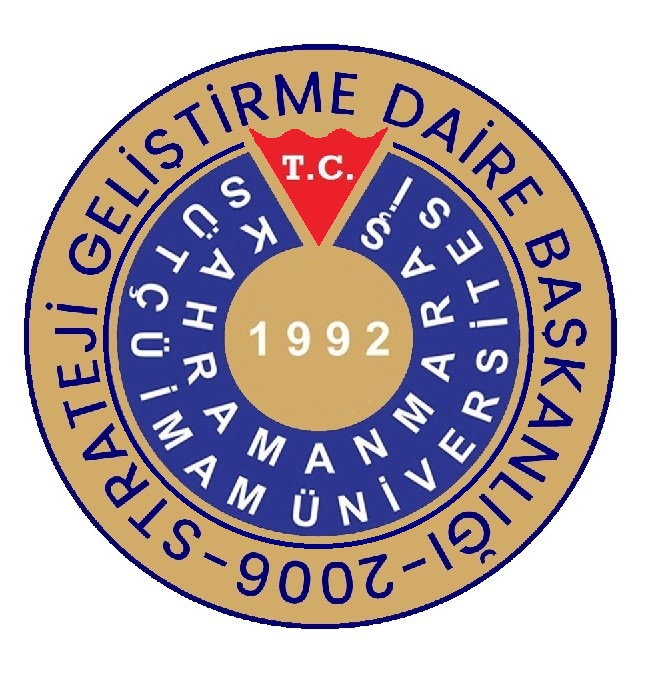 STRATEJİ GELİŞTİRME DAİRE BAŞKANLIĞI-2006-
T.C.
KAHRAMANMARAŞ
SÜTÇÜ İMAM ÜNİVERSİTESİ
1992